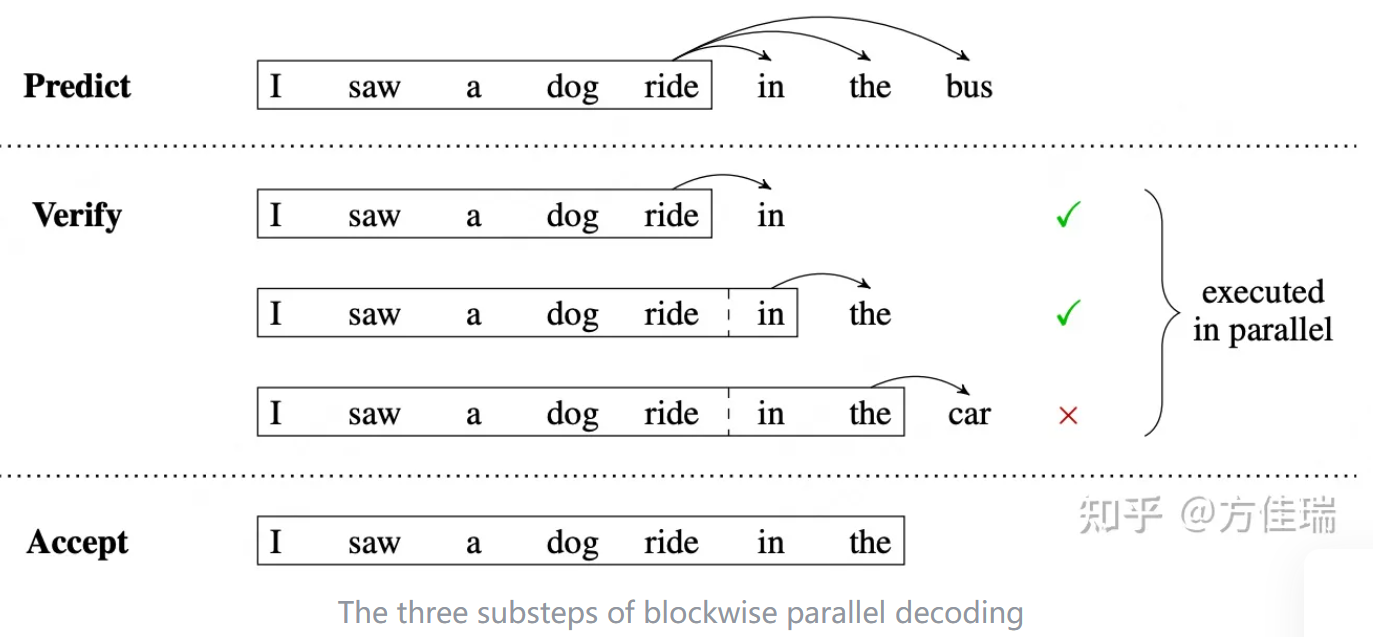 Predict I saw a dog ride in the bus
Verify I saw a dog ride in ✓
I saw a dog ride in the ✓
I saw a dog ride in the car ×
executed
in parallel
Accept I saw a dog ride in the
知乎 @方佳瑞
The three substeps of blockwise parallel decoding